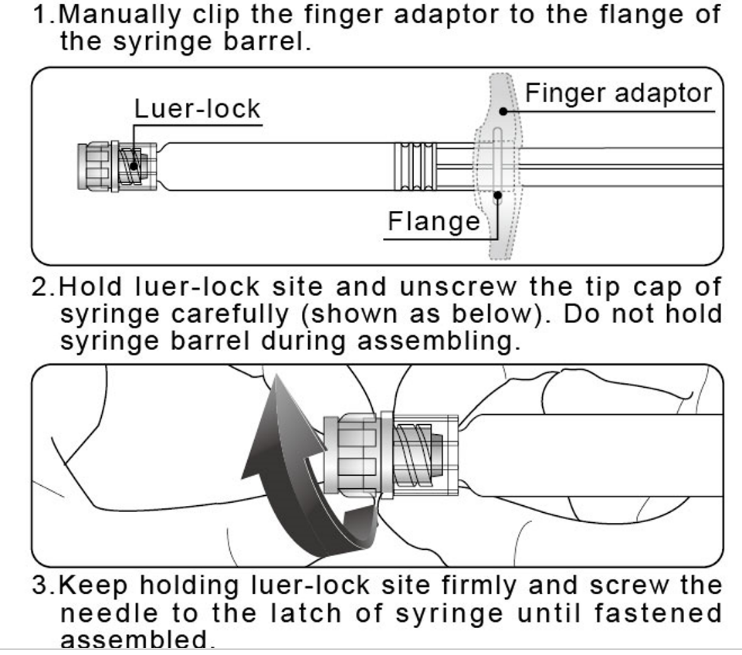 1.Manually clip the finger adaptor to the flange of
the syringe barrel.
Luer-lock
Finger adaptor
Flange
2.Hold luer-lock site and unscrew the tip cap of
syringe carefully (shown as below). Do not hold
syringe barrel during assembling.
3.Keep holding luer-lock site firmly and screw the
needle to the latch of syringe until fastened
assembled.